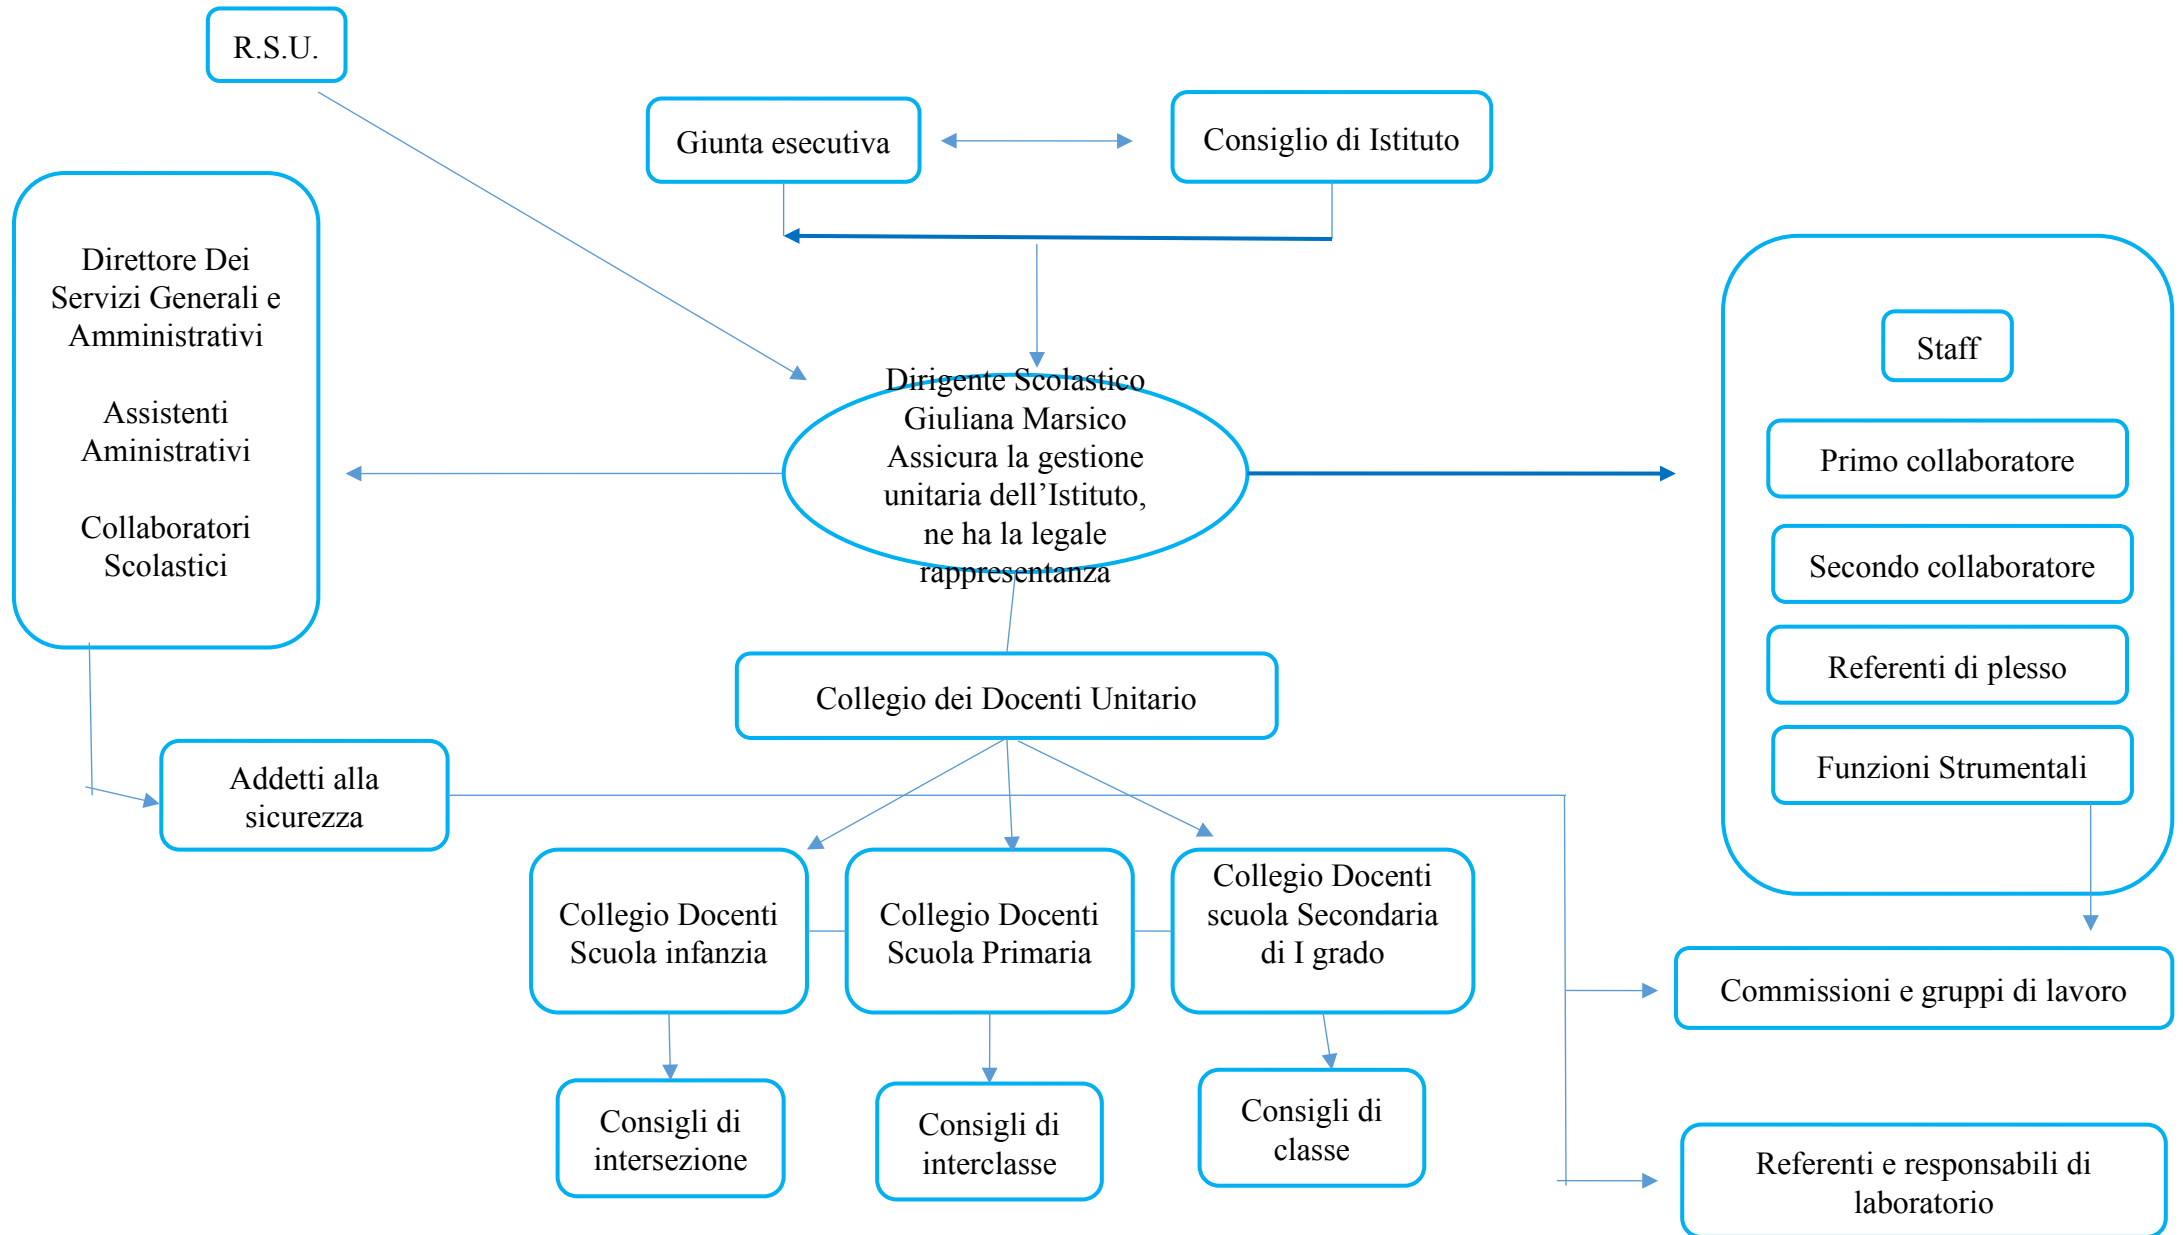 R.S.U.
Giunta esecutiva
Consiglio di Istituto
Direttore Dei
Servizi Generali e
Amministrativi
Assistenti
Aministrativi
Collaboratori
Scolastici
Dirigente Scolastico
Giuliana Marsico
Assicura la gestione
unitaria dell’Istituto,
ne ha la legale
rappresentanza
Staff
Primo collaboratore
Secondo collaboratore
Referenti di plesso
Funzioni Strumentali
Collegio dei Docenti Unitario
Addetti alla
sicurezza
Collegio Docenti
Scuola infanzia
Collegio Docenti
Scuola Primaria
Collegio Docenti
scuola Secondaria
di I grado
Commissioni e gruppi di lavoro
Consigli di
intersezione
Consigli di
interclasse
Consigli di
classe
Referenti e responsabili di
laboratorio